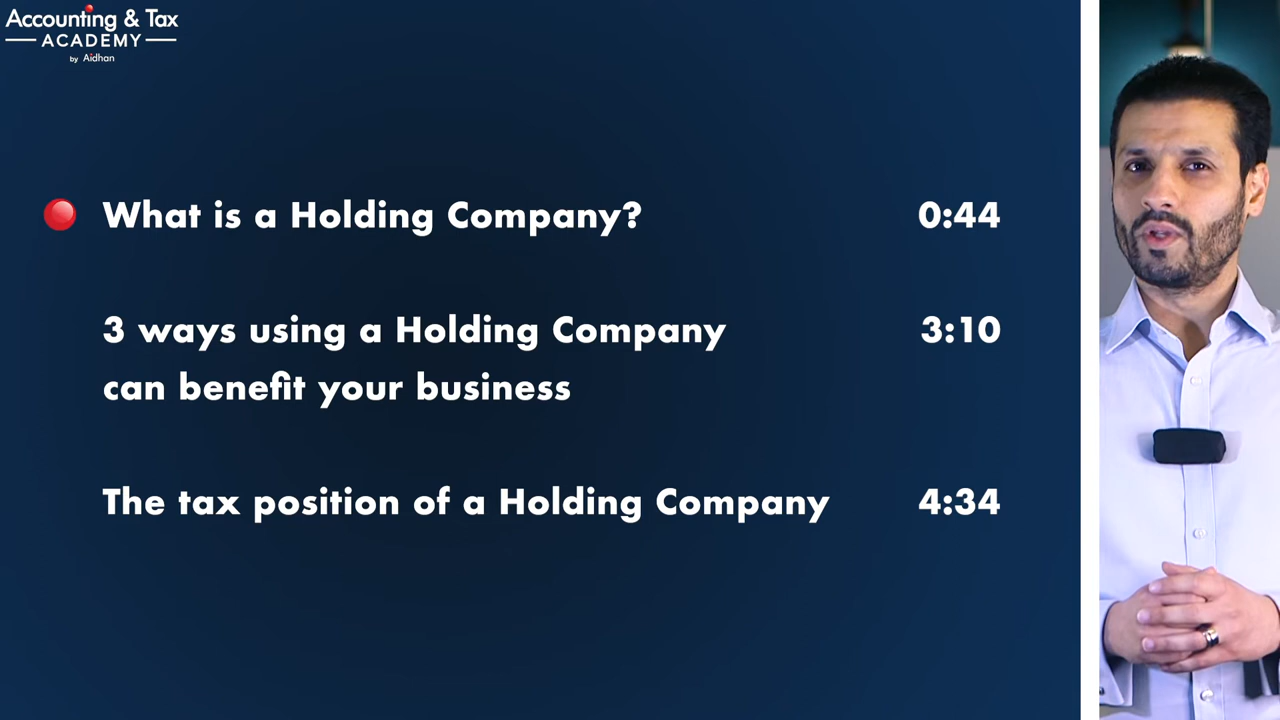 Accounting & Tax
ACADEMY
by Aidhan
What is a Holding Company? 0:44
3 ways using a Holding Company 3:10
can benefit your business
The tax position of a Holding Company 4:34